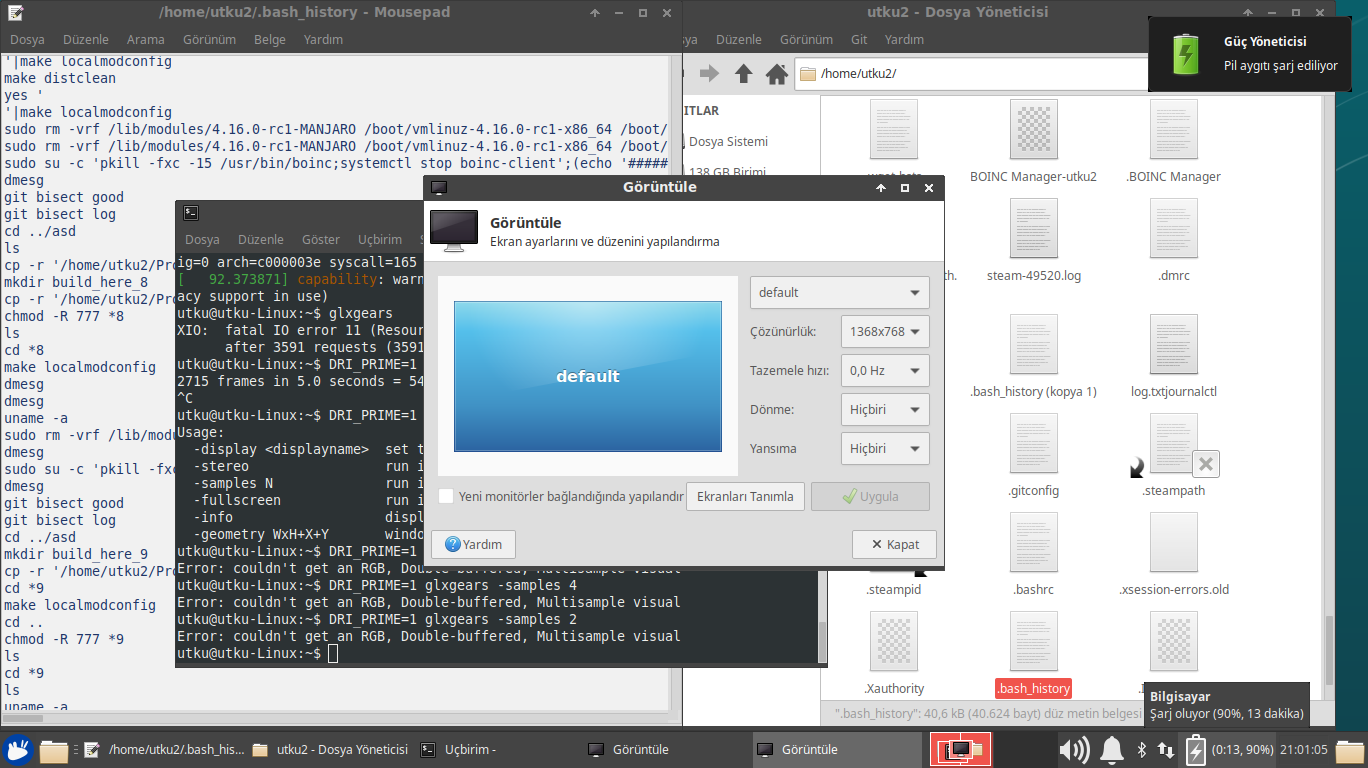 /home/utku2/.bash_history - Mousepad
Dosya Düzenle Arama Görünüm Belge Yardım
'|make localmodconfig
make distclean
yes '
'|make localmodconfig
sudo rm -vrf /lib/modules/4.16.0-rc1-MANJARO /boot/vmlinuz-4.16.0-rc1-x86_64 /boot/
sudo rm -vrf /lib/modules/4.16.0-rc1-MANJARO /boot/vmlinuz-4.16.0-rc1-x86_64 /boot/
sudo su -c 'pkill -fxc -15 /usr/bin/boinc;systemctl stop boinc-client';(echo '#####
dmesg
git bisect good
git bisect log
cd ../asd
ls
cp -r '/home/utku2/Pro
mkdir build_here_8
cp -r '/home/utku2/Pro
chmod -R 777 *8
ls
cd *8
make localmodconfig
dmesg
dmesg
uname -a
sudo rm -vrf /lib/modu
dmesg
sudo su -c 'pkill -fxc
dmesg
git bisect good
git bisect log
cd ../asd
mkdir build_here_9
cp -r '/home/utku2/Pro
cd *9
make localmodconfig
cd ..
chmod -R 777 *9
ls
cd *9
ls
uname -a
Dosya Düzenle Göster Uçbirim
ig=0 arch=c000003e syscall=165
[ 92.373871] capability: warn
acy support in use)
utku@utku-Linux:~$ glxgears
XIO: fatal IO error 11 (Resour
after 3591 requests (3591
utku@utku-Linux:~$ DRI_PRIME=1
2715 frames in 5.0 seconds = 54
^C
utku@utku-Linux:~$ DRI_PRIME=1
Usage:
-display <displayname> set t
-stereo run i
-samples N run i
-fullscreen run i
-info displ
-geometry WxH+X+Y windo
utku@utku-Linux:~$ DRI_PRIME=1
Error: couldn't get an RGB, Double-buffered, Multisample visual
utku@utku-Linux:~$ DRI_PRIME=1 glxgears -samples 4
Error: couldn't get an RGB, Double-buffered, Multisample visual
utku@utku-Linux:~$ DRI_PRIME=1 glxgears -samples 2
Error: couldn't get an RGB, Double-buffered, Multisample visual
utku@utku-Linux:~$
Görüntüle
Görüntüle
Ekran ayarlarını ve düzenini yapılandırma
default
default
Çözünürlük: 1368x768
Tazemele hızı: 0,0 Hz
Dönme: Hiçbiri
Yansıma Hiçbiri
Yeni monitörler bağlandığında yapılandır Ekranları Tanımla Uygula
Yardım Kapat
utku2 - Dosya Yöneticisi
sya Düzenle Görünüm Git Yardım
/home/utku2/
ITLAR
Dosya Sistemi
138 GB Birimi
.wget-hsts BOINC Manager-utku2 .BOINC Manager
th. steam-49520.log .dmrc
.bash_history (kopya 1) log.txtjournalctl
.gitconfig .steampath
.steampid .bashrc .xsession-errors.old
.Xauthority .bash_history
".bash_history": 40,6 kB (40.624 bayt) düz metin belgesi
Güç Yöneticisi
Pil aygıtı şarj ediliyor
Bilgisayar
Şarj oluyor (90%, 13 dakika)
/home/utku2/.bash_his... utku2 - Dosya Yöneticisi Uçbirim - Görüntüle Görüntüle (0:13, 90%) 21:01:05